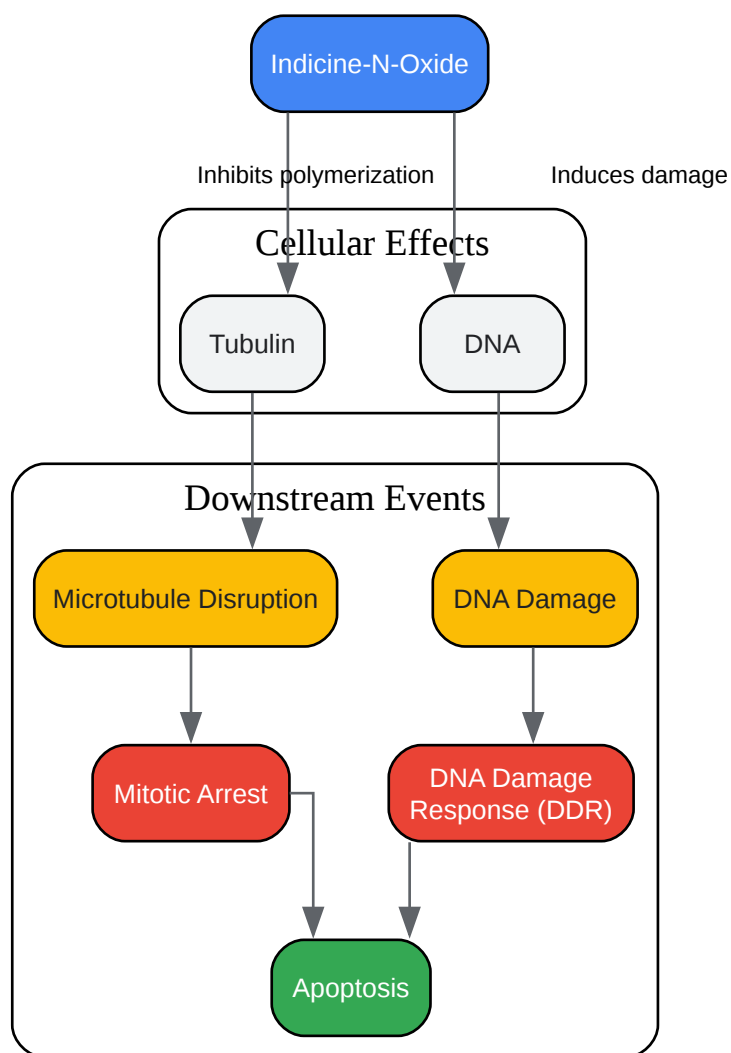 Indicine-N-Oxide
Inhibits polymerization
Induces damage
Cellular Effects
Tubulin
DNA
Downstream Events
Microtubule Disruption
DNA Damage
Mitotic Arrest
DNA Damage
Response (DDR)
Apoptosis